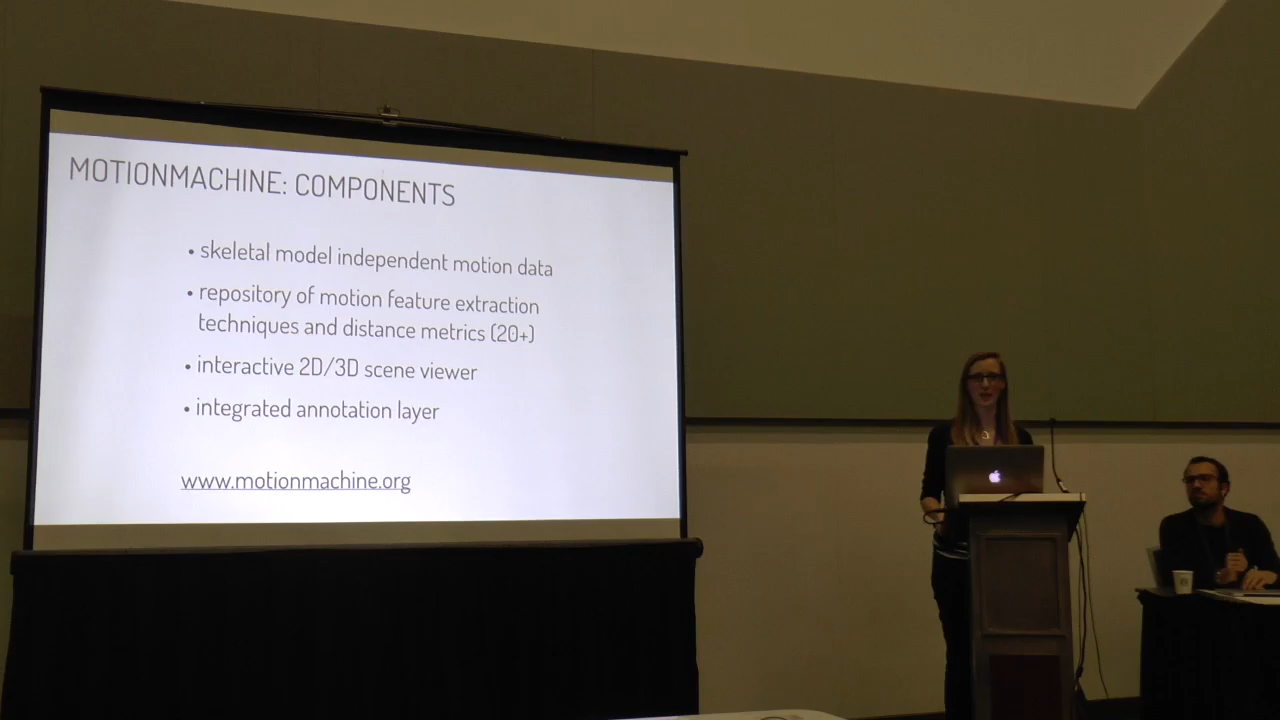 MOTIONMACHINE: COMPONENTS
• skeletal model independent motion data
• repository of motion feature extraction
techniques and distance metrics (20+)
• interactive 2D/3D scene viewer
• integrated annotation layer
www.motionmachine.org